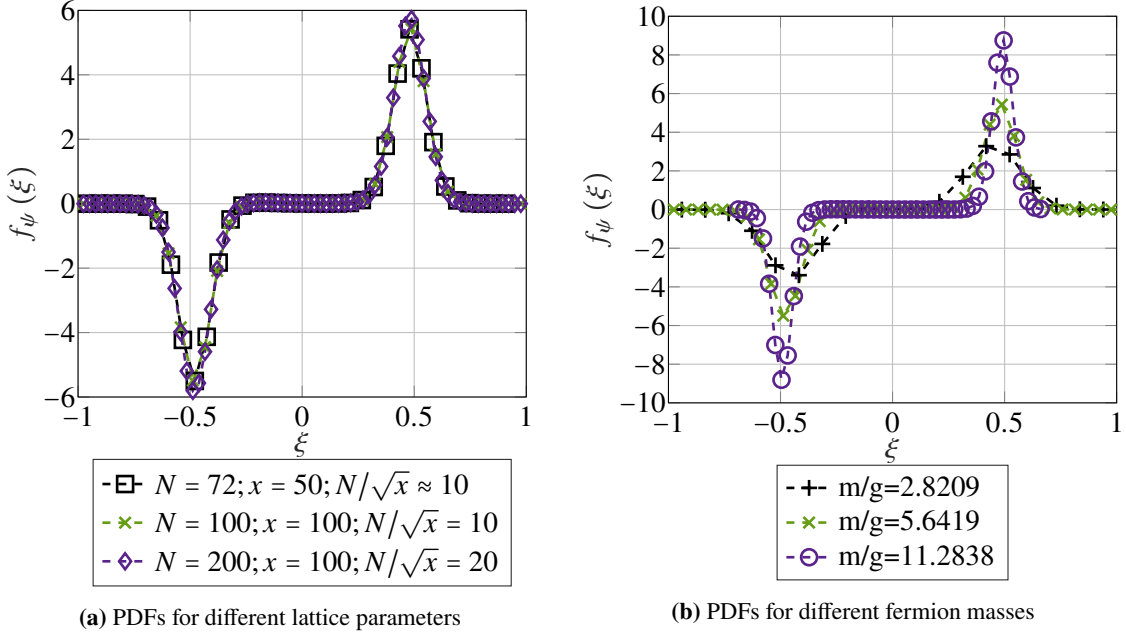 6
4
2
0
−2
−4
−6
f_ψ (ξ)
−1
−0.5
0
0.5
1
ξ
N = 72; x = 50; N/√x ≈ 10
N = 100; x = 100; N/√x = 10
N = 200; x = 100; N/√x = 20
(a) PDFs for different lattice parameters
10
8
6
4
2
0
−2
−4
−6
−8
−10
f_ψ (ξ)
−1
−0.5
0
0.5
1
ξ
m/g=2.8209
m/g=5.6419
m/g=11.2838
(b) PDFs for different fermion masses